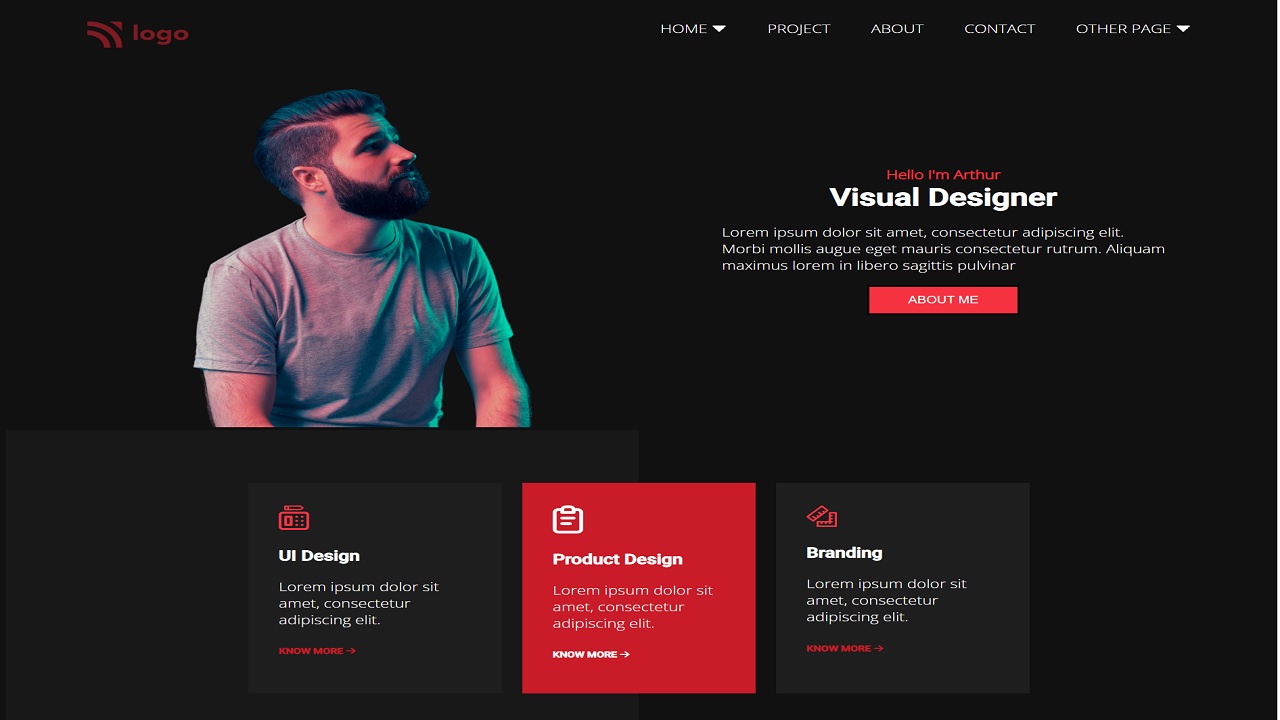 logo
HOME
PROJECT
ABOUT
CONTACT
OTHER PAGE
Hello I'm Arthur
Visual Designer
Lorem ipsum dolor sit amet, consectetur adipiscing elit.
Morbi mollis augue eget mauris consectetur rutrum. Aliquam
maximus lorem in libero sagittis pulvinar
ABOUT ME
UI Design
Lorem ipsum dolor sit
amet, consectetur
adipiscing elit.
KNOW MORE →
Product Design
Lorem ipsum dolor sit
amet, consectetur
adipiscing elit.
KNOW MORE →
Branding
Lorem ipsum dolor sit
amet, consectetur
adipiscing elit.
KNOW MORE →